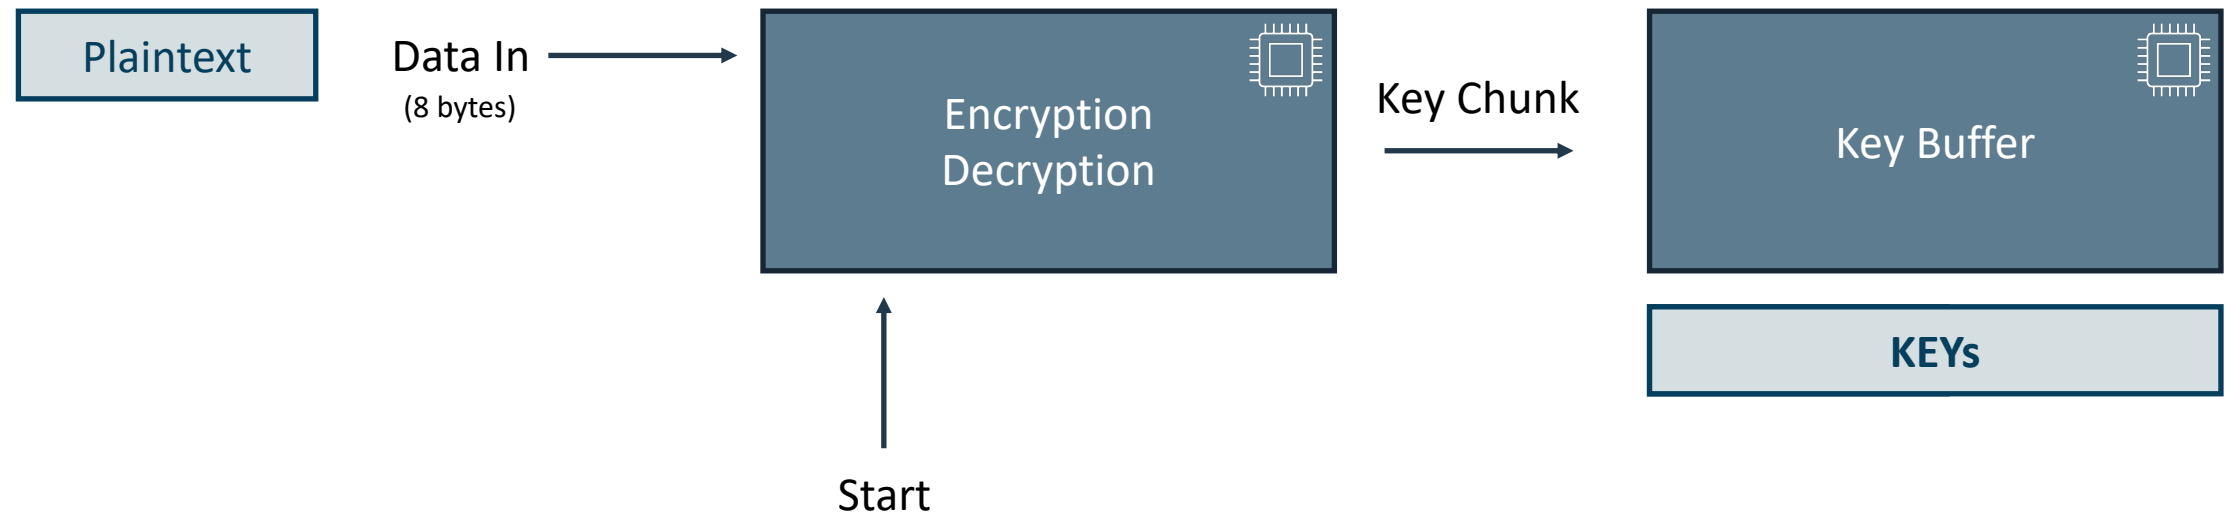 Plaintext
Data In
(8 bytes)
Encryption
Decryption
Key Chunk
Key Buffer
KEYs
Start